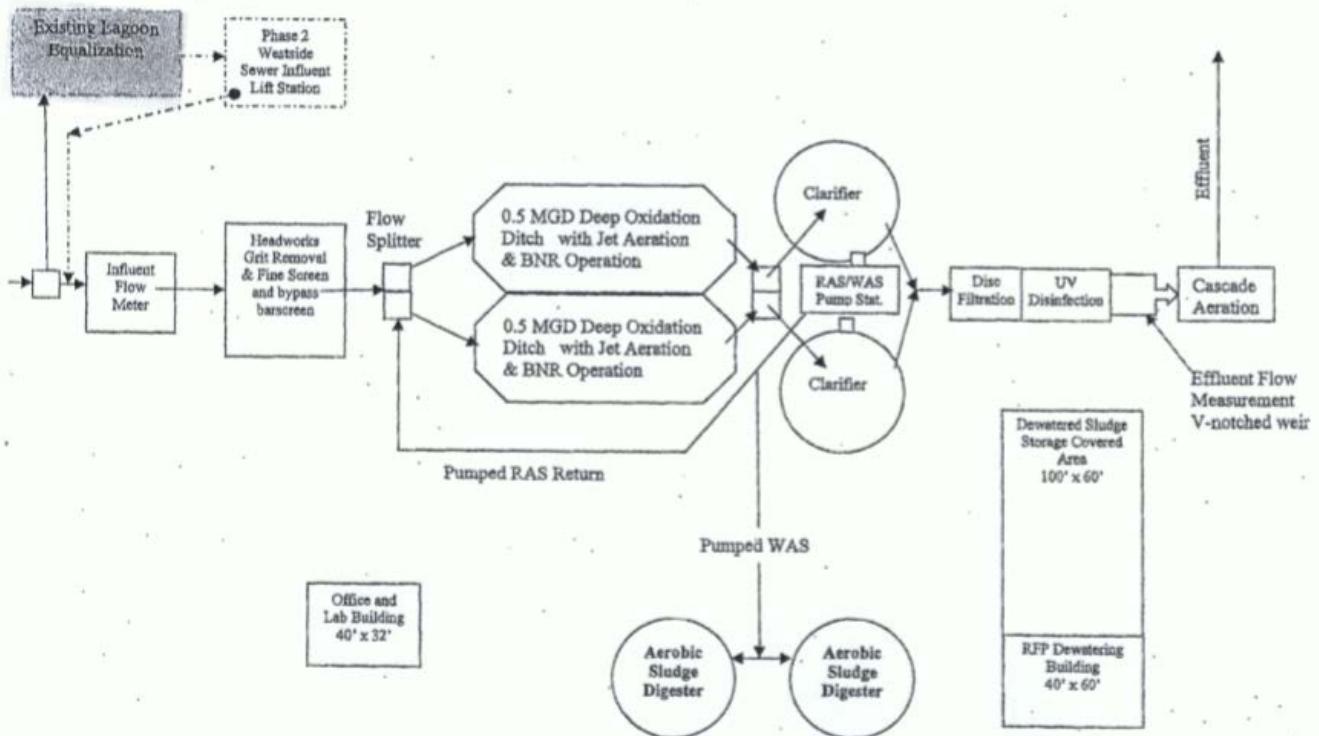 Existing Lagoon
Equalization
Phase 2
Westside
Sewer Influent
Lift Station
Effluent
Influent
Flow
Meter
Headworks
Grit Removal
& Fine Screen
and bypass
barscreen
Flow
Splitter
0.5 MGD Deep Oxidation
Ditch with Jet Aeration
& BNR Operation
0.5 MGD Deep Oxidation
Ditch with Jet Aeration
& BNR Operation
Clarifier
RAS/WAS
Pump Stat.
Clarifier
Disc
Filtration
UV
Disinfection
Cascade
Aeration
Effluent Flow
Measurement
V-notched weir
Pumped RAS Return
Pumped WAS
Dewatered Sludge
Storage Covered
Area
100' x 60'
Office and
Lab Building
40' x 32'
Aerobic
Sludge
Digester
Aerobic
Sludge
Digester
RFP Dewatering
Building
40' x 60'